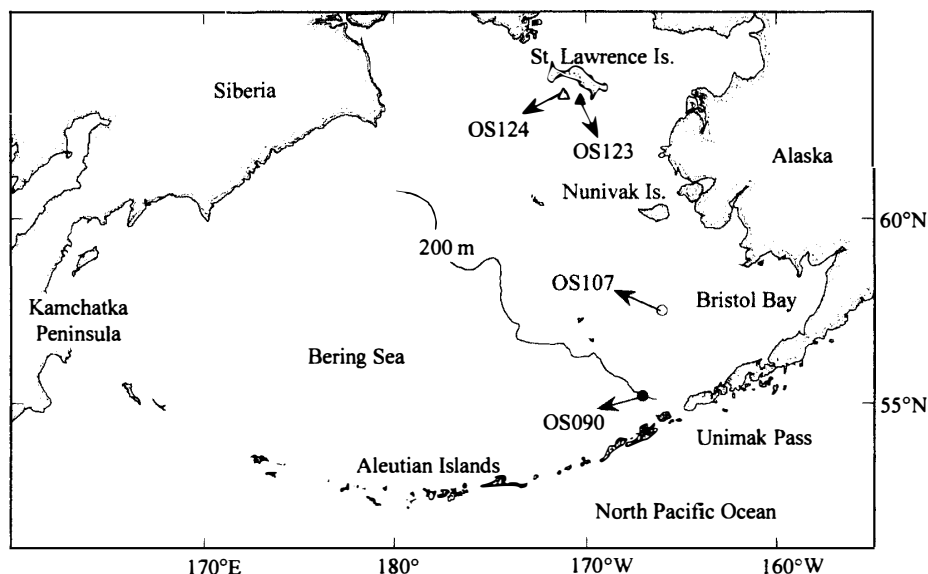 St. Lawrence Is.
Siberia
OS124
OS123
Alaska
Nunivak Is.
60°N
200 m
OS107
Bristol Bay
Kamchatka
Peninsula
Bering Sea
55°N
OS090
Unimak Pass
Aleutian Islands
North Pacific Ocean
170°E
180°
170°W
160°W